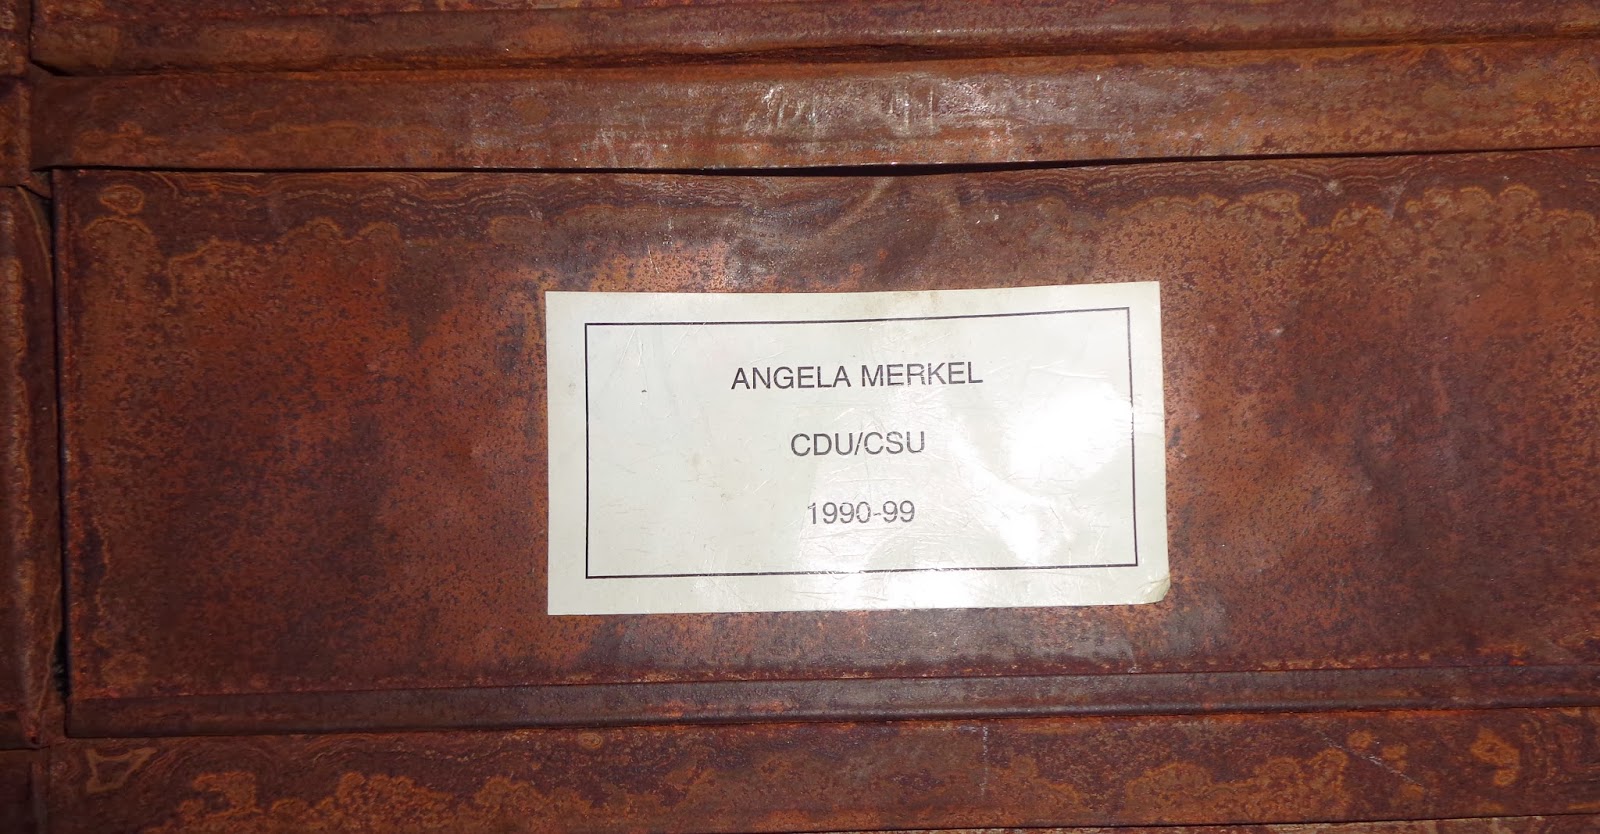 ANGELA MERKEL
CDU/CSU
1990-99